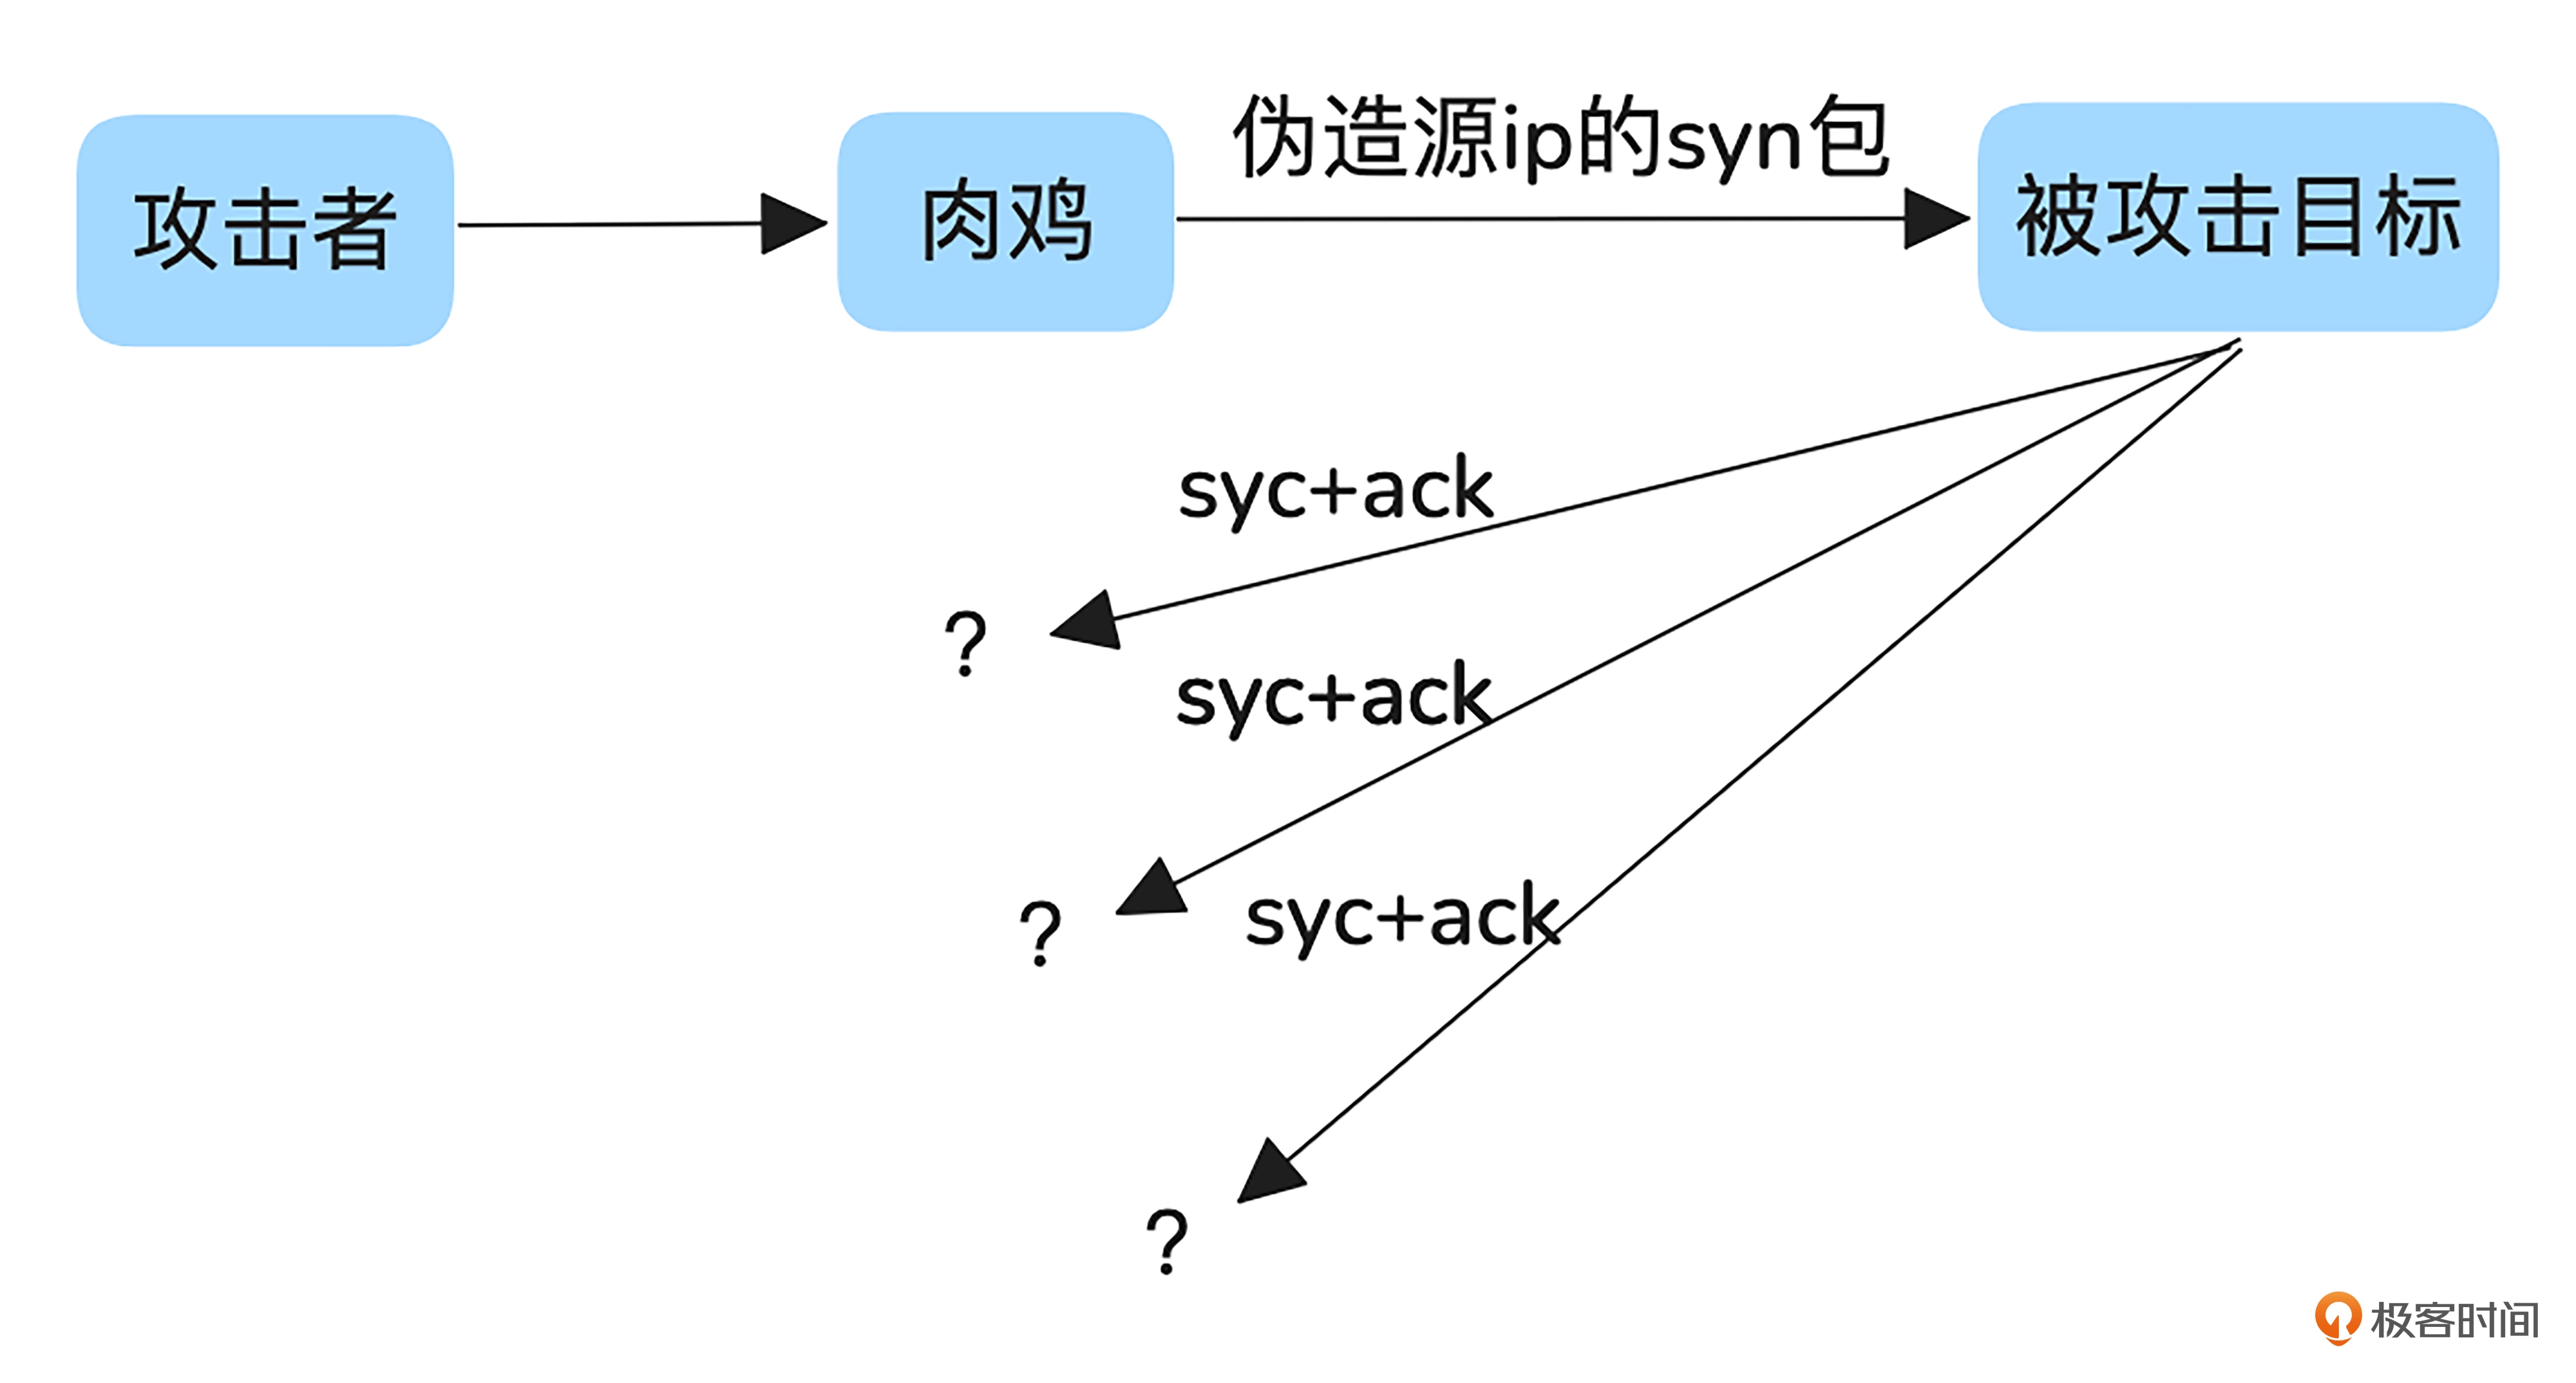 攻击者
肉鸡
伪造源ip的syn包
被攻击目标
syc+ack
?
syc+ack
?
syc+ack
?
极客时间